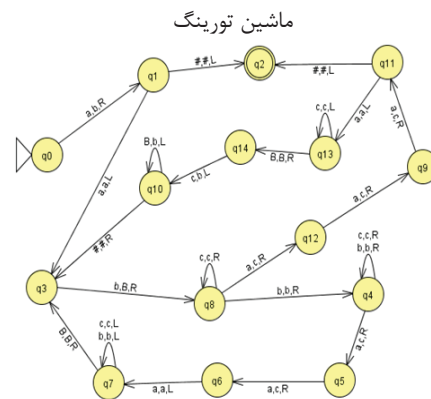 ماشین تورینگ
q1
#,#,L
q2
#,#,L
q11
a,b,R
c,c,L
a,a,L
a,c,R
q0
B,b,L
q14
B,B,R
q13
q9
q10
c,b,L
a,a,L
#,#,R
q12
a,c,R
c,c,R
a,c,R
c,c,R
b,b,R
q3
b,B,R
q8
b,b,R
q4
B,B,R
c,c,L
b,b,L
a,c,R
q7
a,a,L
q6
a,c,R
q5